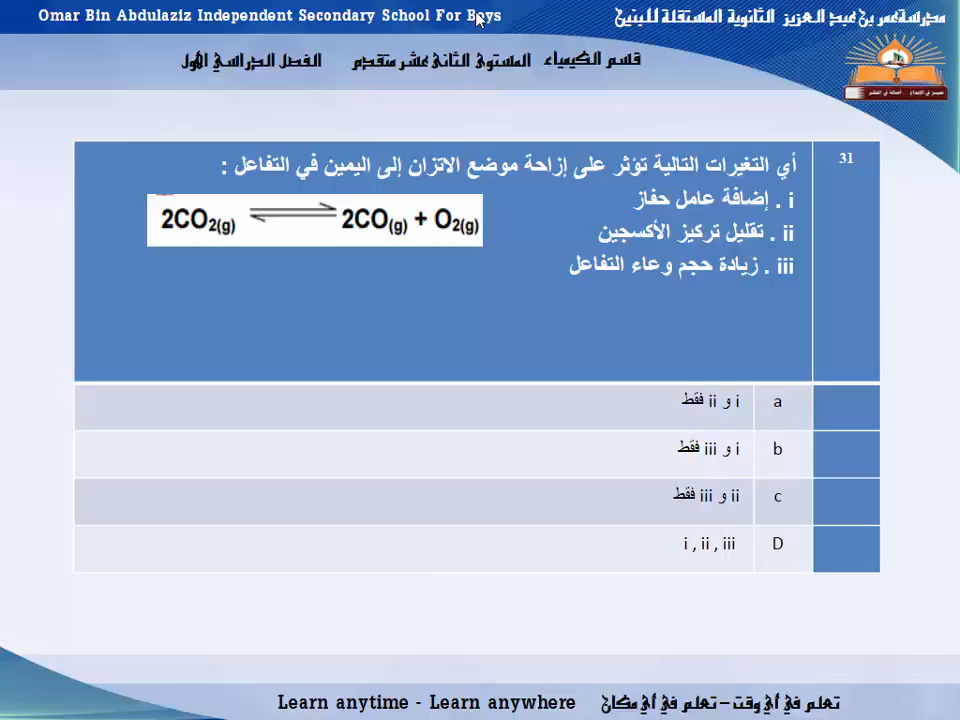 Omar Bin Abdulaziz Independent Secondary School For Boys
مدرسة عمر بن عبد العزيز الثانوية المستقلة للبنين
قسم الكيمياء المستوى الثاني عشر متقدم الفصل الدراسي الأول
31
أي التغيرات التالية تؤثر على إزاحة موضع الاتزان إلى اليمين في التفاعل :
i . إضافة عامل حفاز
2CO2(g) ⇌ 2CO(g) + O2(g)
ii . تقليل تركيز الأكسجين
iii . زيادة حجم وعاء التفاعل
a i و ii فقط
b i و iii فقط
c ii و iii فقط
D i , ii , iii
Learn anytime - Learn anywhere تعلم في أي وقت – تعلم في أي مكان